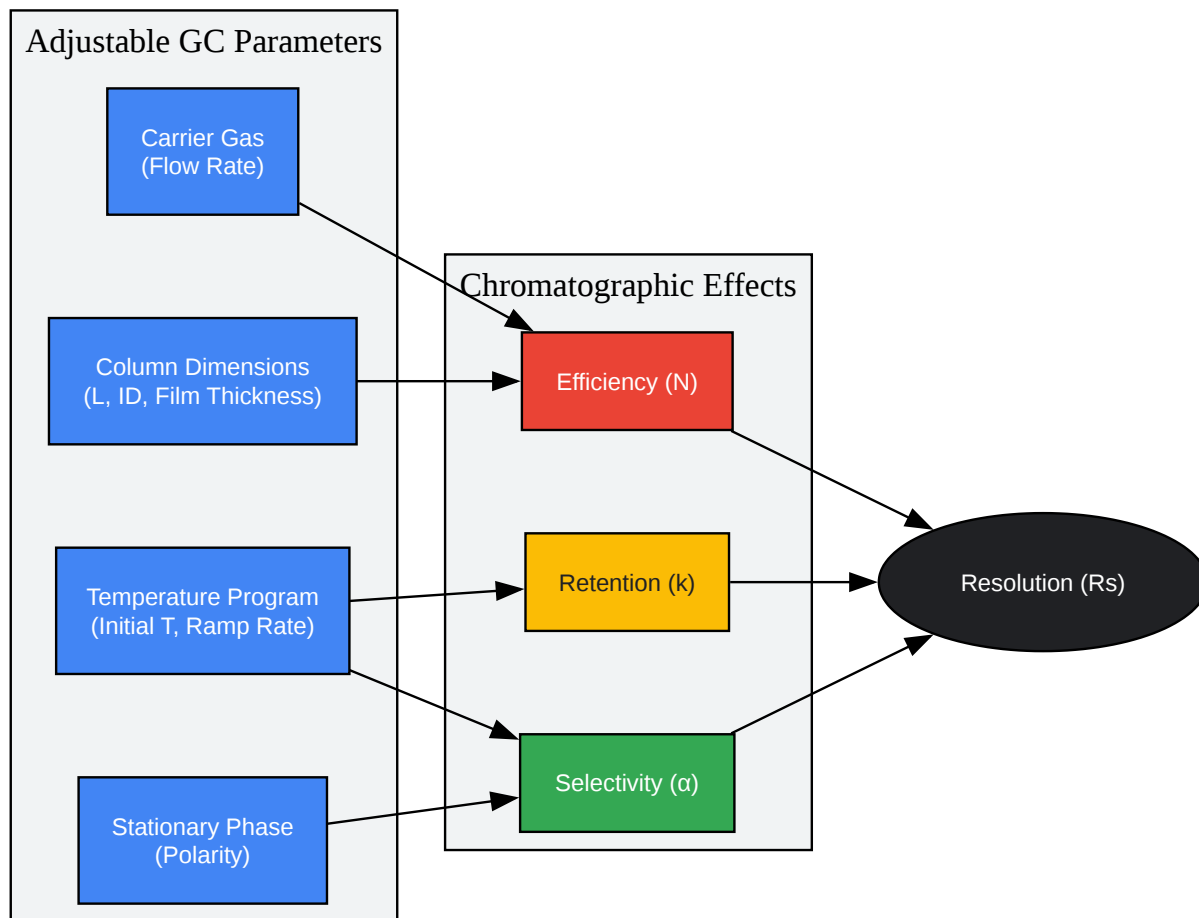 Adjustable GC Parameters
Carrier Gas
(Flow Rate)
Column Dimensions
(L, ID, Film Thickness)
Temperature Program
(Initial T, Ramp Rate)
Stationary Phase
(Polarity)
Chromatographic Effects
Efficiency (N)
Retention (k)
Selectivity (α)
Resolution (Rs)